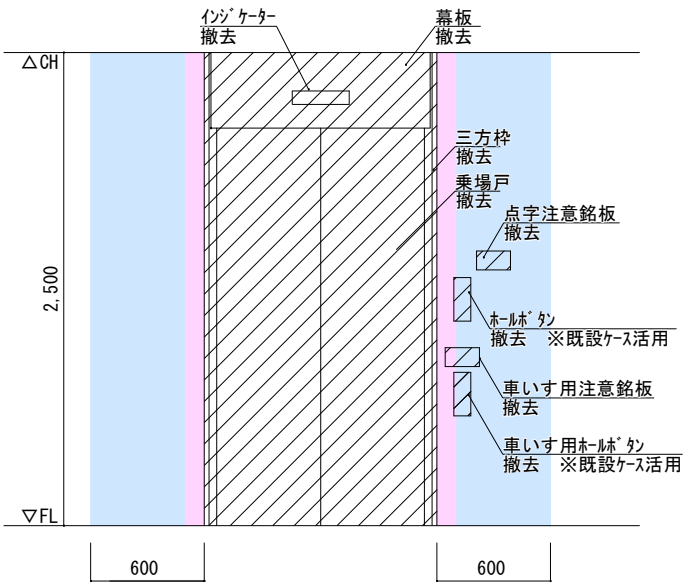 ｲﾝｼﾞｹｰﾀｰ
撤去
幕板
撤去
△CH
三方枠
撤去
乗場戸
撤去
点字注意銘板
撤去
2,500
ﾎｰﾙﾎﾞﾀﾝ
撤去　※既設ｹｰｽ活用
車いす用注意銘板
撤去
車いす用ﾎｰﾙﾎﾞﾀﾝ
撤去　※既設ｹｰｽ活用
▽FL
600
600